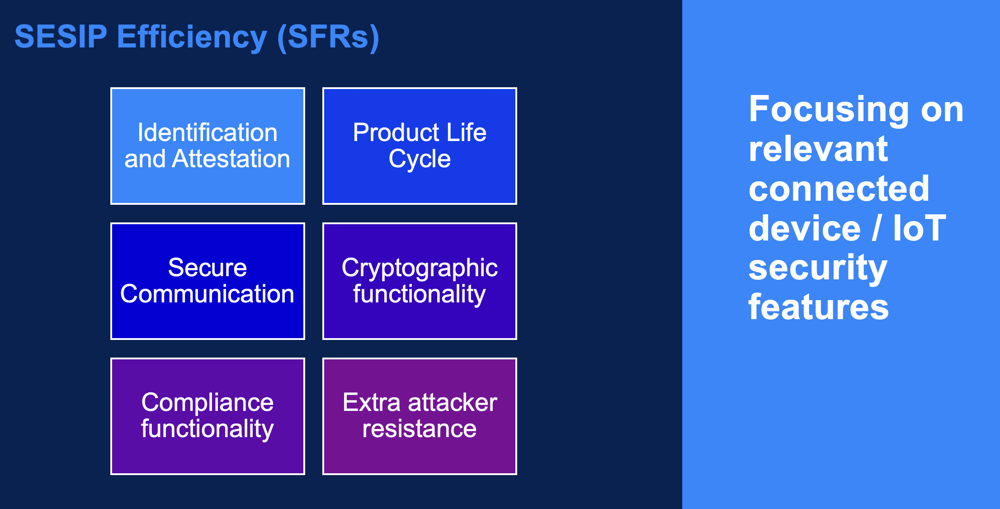 SESIP Efficiency (SFRs)
Identification
and Attestation
Product Life
Cycle
Secure
Communication
Cryptographic
functionality
Compliance
functionality
Extra attacker
resistance
Focusing on
relevant
connected
device / IoT
security
features